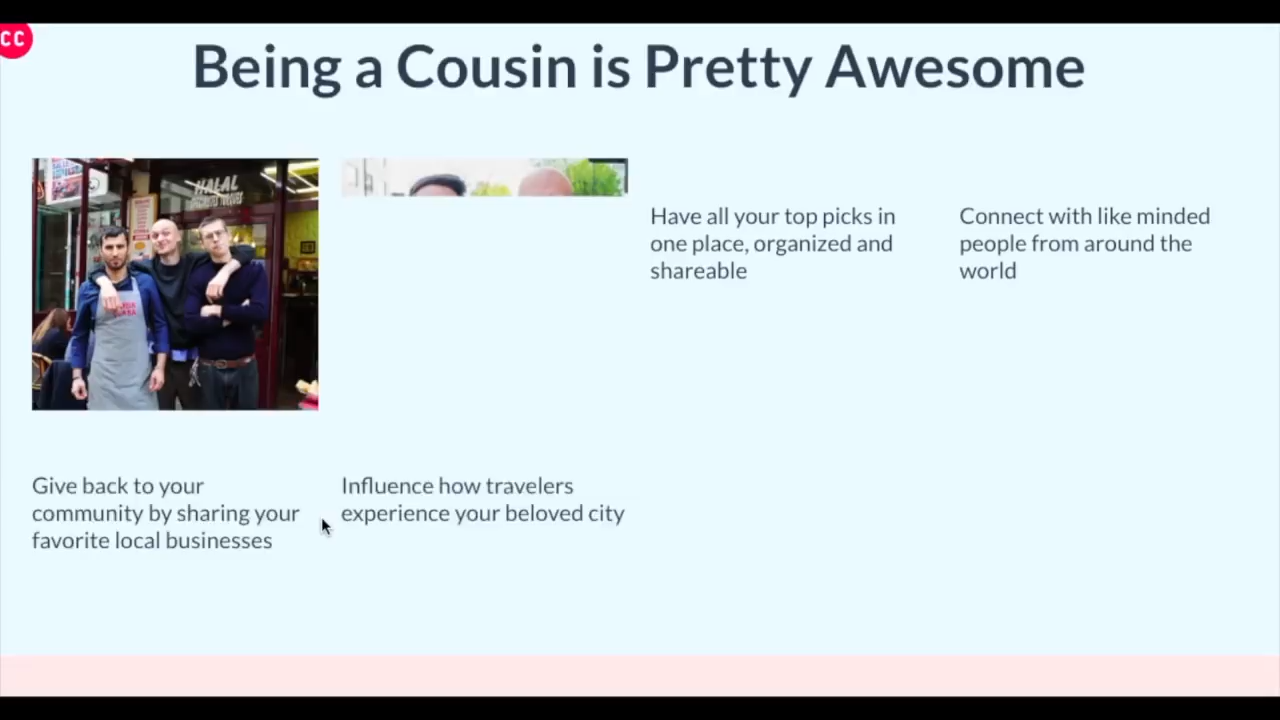 CC
Being a Cousin is Pretty Awesome
HALAL
Have all your top picks in
one place, organized and
shareable
Connect with like minded
people from around the
world
Give back to your
community by sharing your
favorite local businesses
Influence how travelers
experience your beloved city